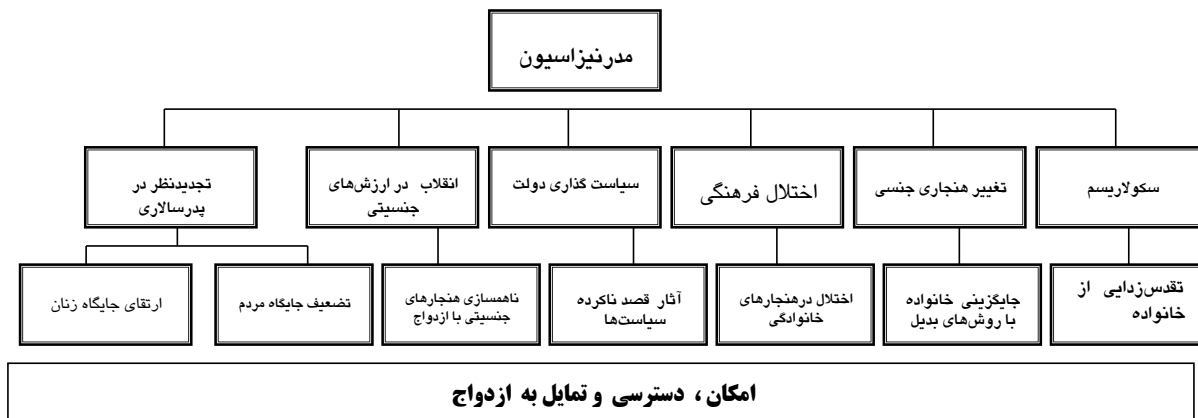 مدرنیزاسیون
سکولاریسم
تغییر هنجاری جنسی
اختلال فرهنگی
سیاست گذاری دولت
انقلاب در ارزش‌های
جنسیتی
تجدیدنظر در
پدرسالاری
تقدس‌زدایی از
خانواده
جایگزینی خانواده
با روش‌های بدیل
اختلال درهنجارهای
خانوادگی
آثار قصد ناکرده
سیاست‌ها
ناهمسازی هنجارهای
جنسیتی با ازدواج
تضعیف جایگاه مردم
ارتقای جایگاه زنان
امکان ، دسترسی و تمایل به ازدواج